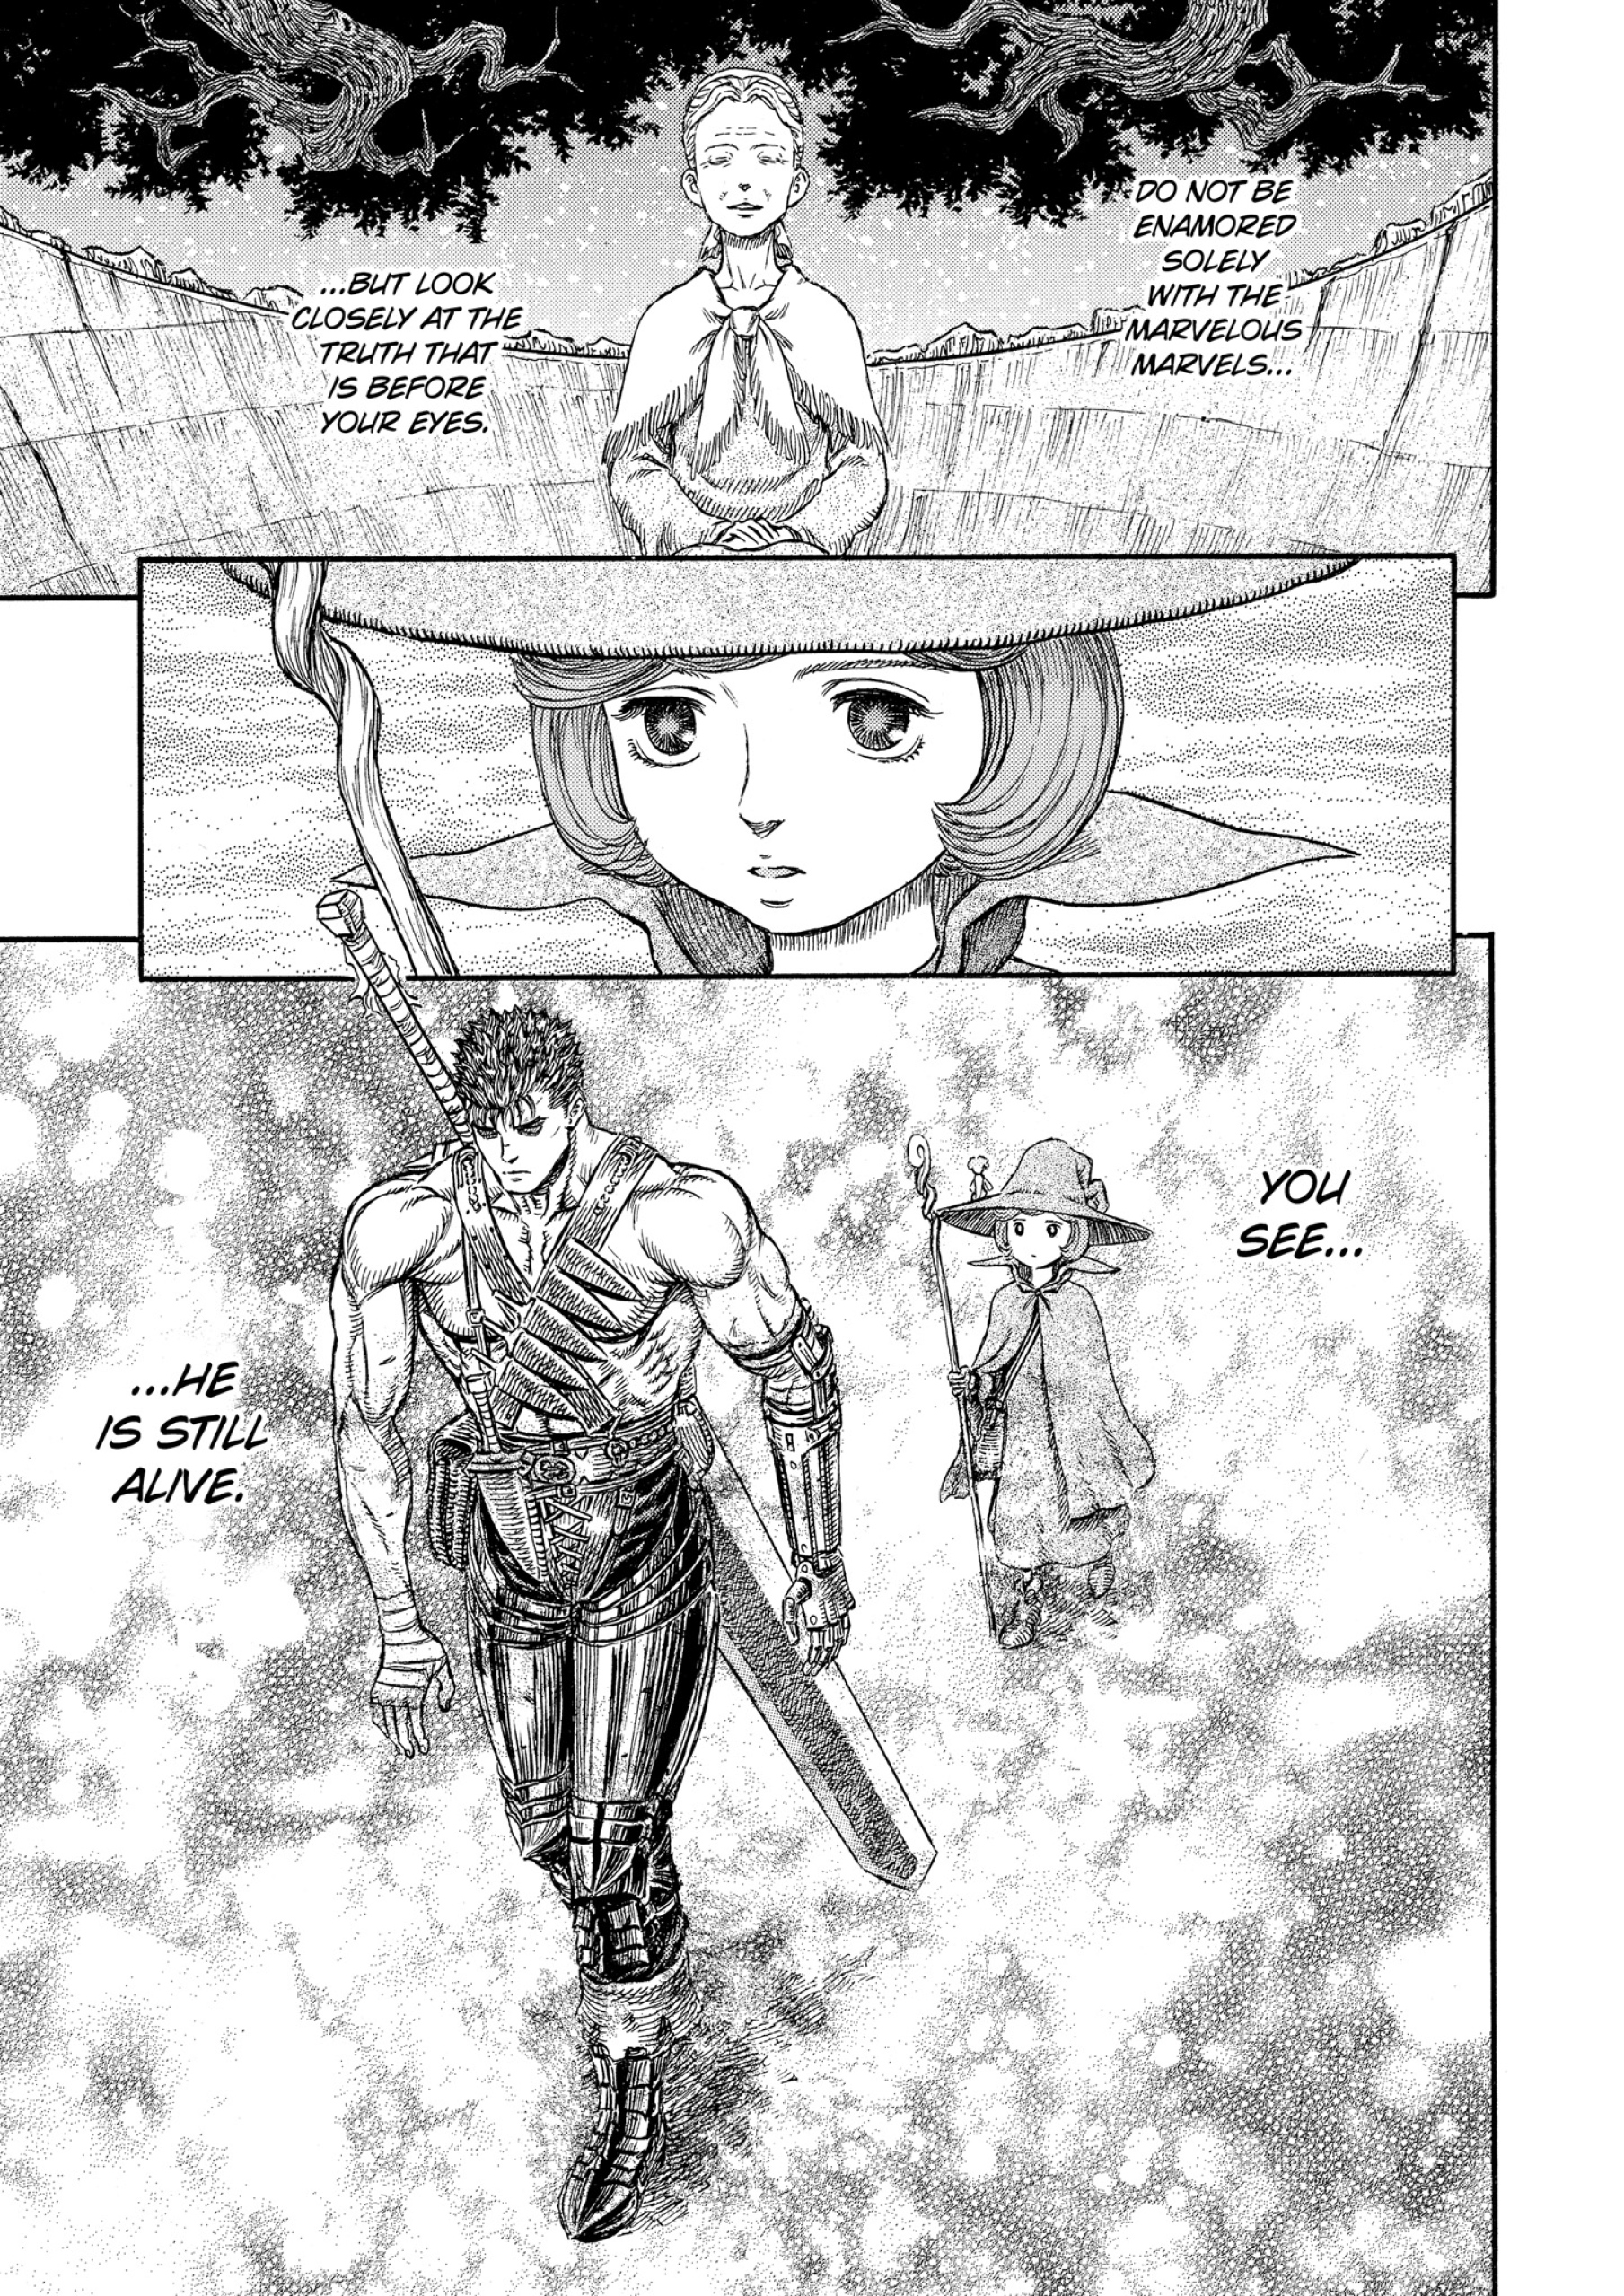 DO NOT BE
ENAMORED
SOLELY
WITH THE
MARVELOUS
MARVELS...
...BUT LOOK
CLOSELY AT THE
TRUTH THAT
IS BEFORE
YOUR EYES.
YOU
SEE...
...HE
IS STILL
ALIVE.